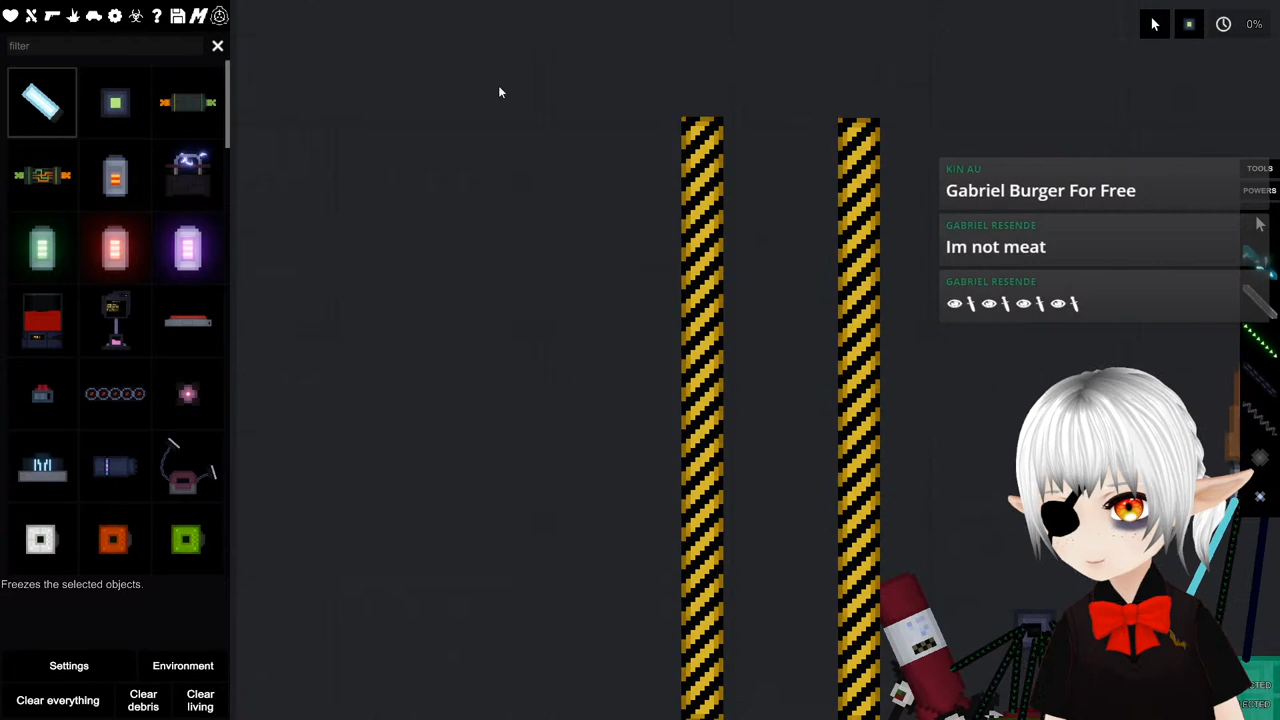 filter
0%
TOOLS
POWERS
KIN AU
Gabriel Burger For Free
GABRIEL RESENDE
Im not meat
GABRIEL RESENDE
Freezes the selected objects.
Settings
Environment
Clear everything
Clear debris
Clear living